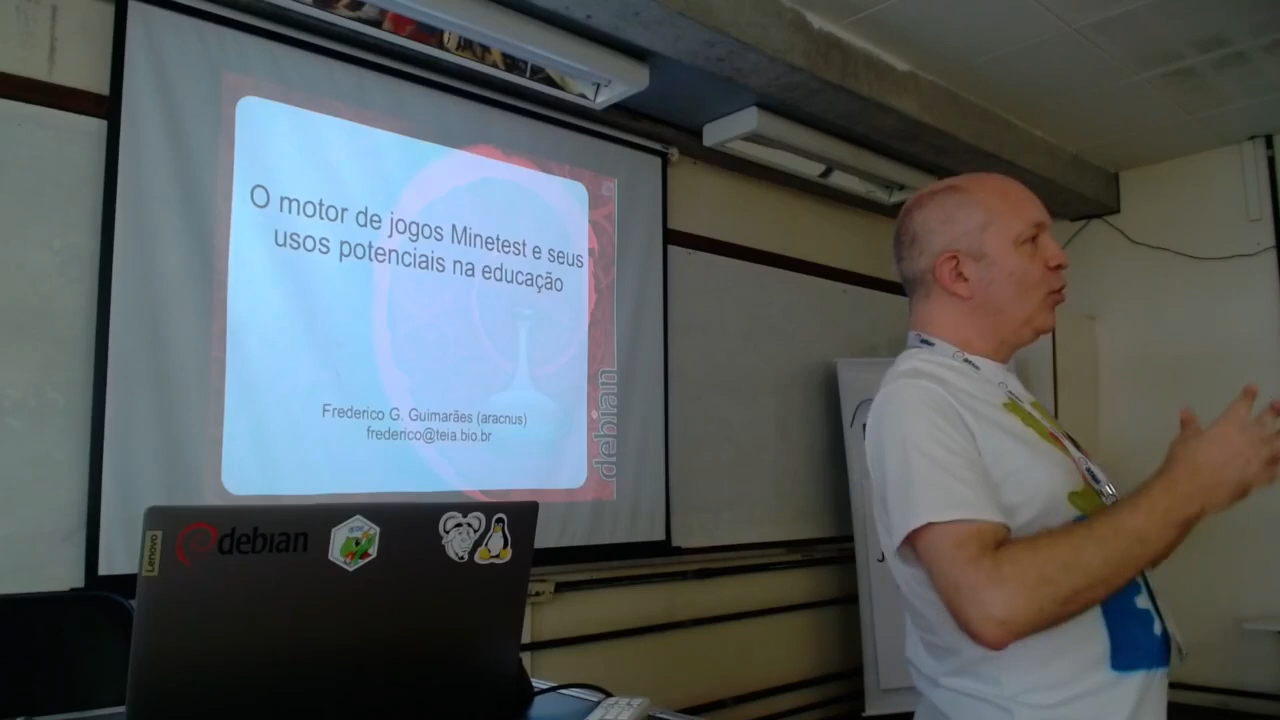 O motor de jogos Minetest e seus
usos potenciais na educação
Frederico G. Guimarães (aracnus)
frederico@teia.bio.br
debian
Lenovo
debian